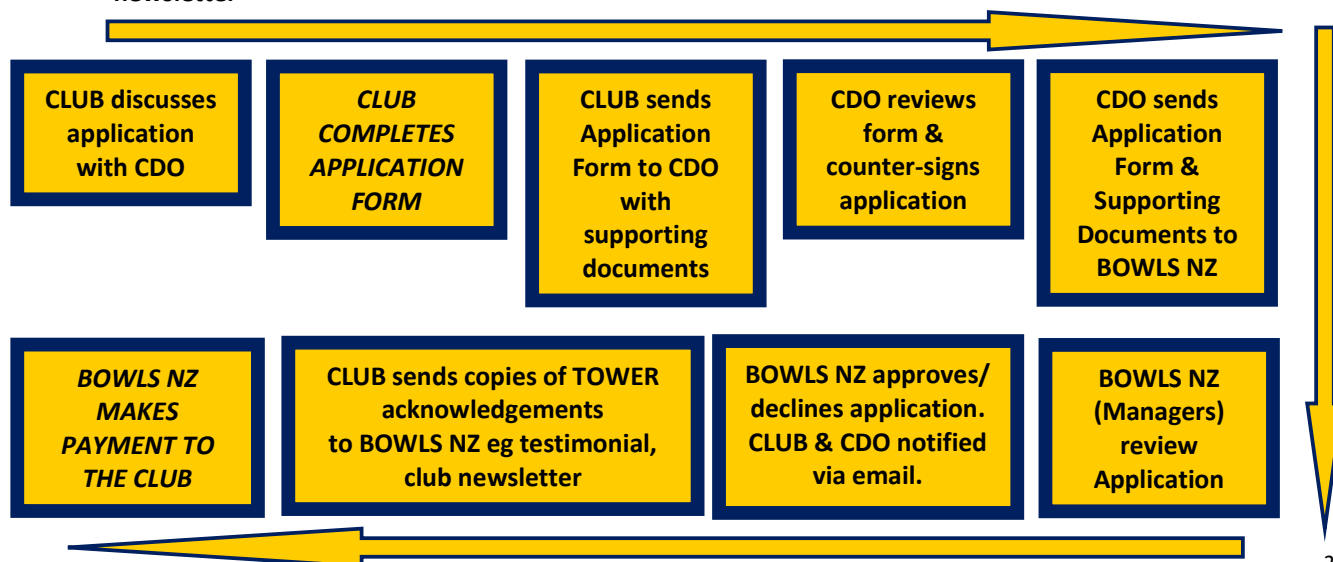 CLUB discusses
application
with CDO
CLUB
COMPLETES
APPLICATION
FORM
CLUB sends
Application
Form to CDO
with
supporting
documents
CDO reviews
form &
counter-signs
application
CDO sends
Application
Form &
Supporting
Documents to
BOWLS NZ
BOWLS NZ
(Managers)
review
Application
BOWLS NZ approves/
declines application.
CLUB & CDO notified
via email.
CLUB sends copies of TOWER
acknowledgements
to BOWLS NZ eg testimonial,
club newsletter
BOWLS NZ
MAKES
PAYMENT TO
THE CLUB